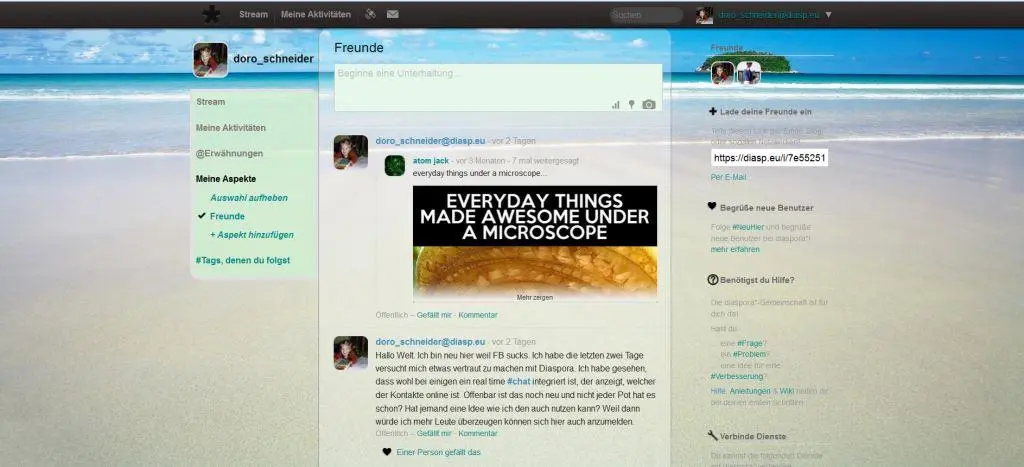 Stream
Meine Aktivitäten
Suchen
doro_schneider@diasp.eu
doro_schneider
Stream
Meine Aktivitäten
@Erwähnungen
Meine Aspekte
Auswahl aufheben
Freunde
+ Aspekt hinzufügen
#Tags, denen du folgst
Freunde
Beginne eine Unterhaltung...
doro_schneider@diasp.eu - vor 2 Tagen
atom jack - vor 3 Monaten - 7 mal weitergesagt
everyday things under a microscope...
EVERYDAY THINGS
MADE AWESOME UNDER
A MICROSCOPE
Mehr zeigen
Öffentlich – Gefällt mir · Kommentar
doro_schneider@diasp.eu - vor 2 Tagen
Hallo Welt. Ich bin neu hier weil FB sucks. Ich habe die letzten zwei Tage
versucht mich etwas vertraut zu machen mit Diaspora. Ich habe gesehen,
dass wohl bei einigen ein real time #chat integriert ist, der anzeigt, welcher
der Kontakte online ist. Offenbar ist das noch neu und nicht jeder Pot hat es
schon? Hat jemand eine Idee wie ich den auch nutzen kann? Weil dann
würde ich mehr Leute überzeugen können sich hier auch anzumelden.
Öffentlich – Gefällt mir · Kommentar
Einer Person gefällt das
Freunde
Lade deine Freunde ein
https://diasp.eu/i/7e55251
Per E-Mail
Begrüße neue Benutzer
Folge #NeuHier und begrüße
neue Benutzer bei diaspora*!
mehr erfahren
Benötigst du Hilfe?
Die diaspora*-Gemeinschaft ist für
dich da!
Hast du
eine #Frage?
ein #Problem?
eine Idee für eine
#Verbesserung?
Hilfe, Anleitungen & Wiki helfen dir
bei deinen ersten Schritten.
Verbinde Dienste
Du kannst die folgenden Dienste